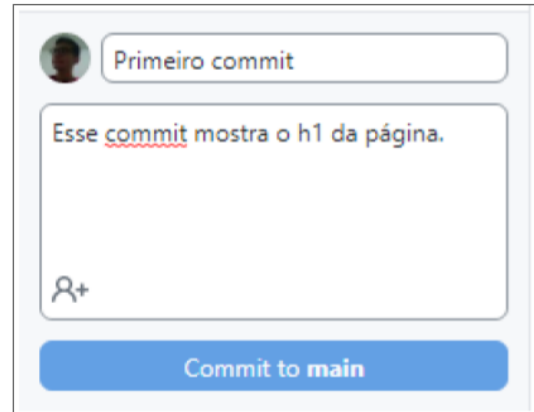 Primeiro commit
Esse commit mostra o h1 da página.
Commit to main